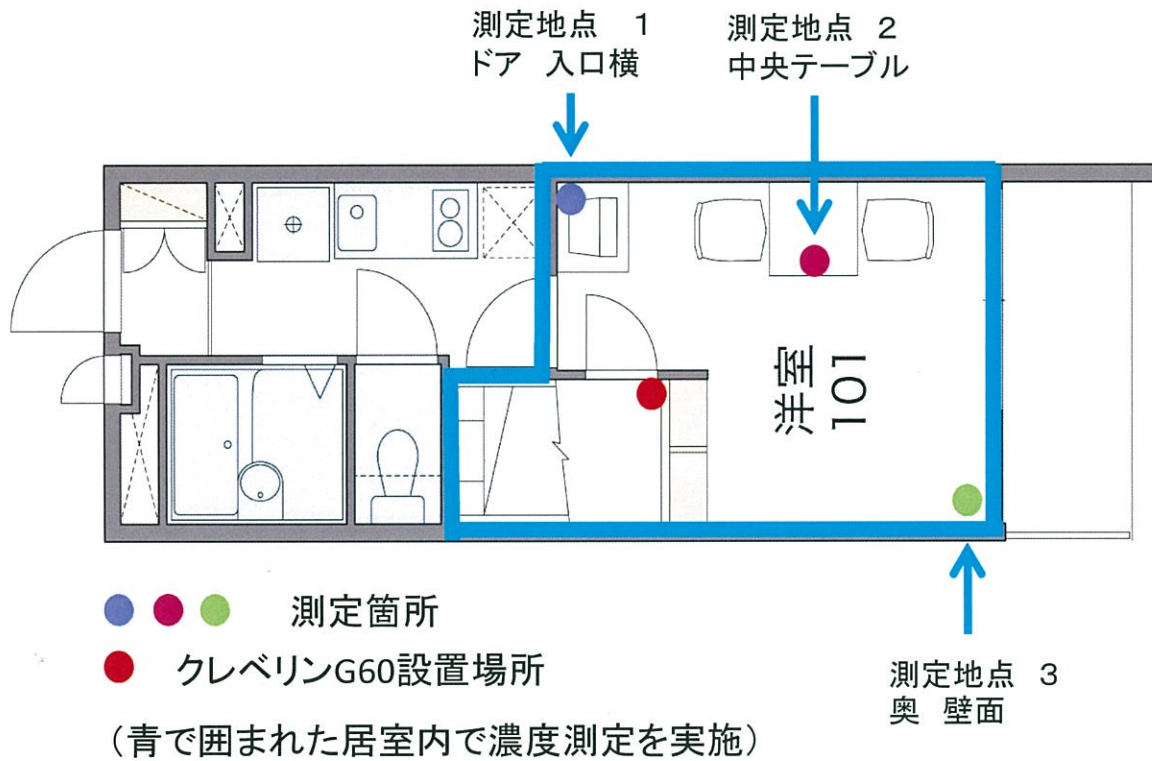 測定地点 1
ドア 入口横
測定地点 2
中央テーブル
洋室
101
測定箇所
クレベリンG60設置場所
測定地点 3
奥 壁面
(青で囲まれた居室内で濃度測定を実施)